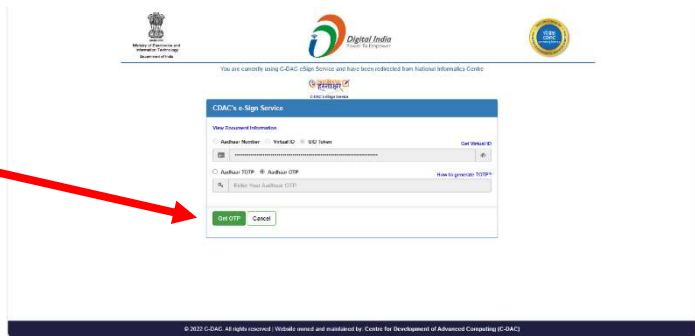 Ministry of Electronics and
Information Technology
Government of India
Digital India
Power To Empower
CDAC
You are currently using C-DAC eSign Service and have been redirected from National Informatics Centre
हस्ताक्षर
C-DAC's eSign Service
CDAC's e-Sign Service
View Document Information
Aadhaar Number Virtual ID UID Token
Get Virtual ID
Aadhaar TOTP Aadhaar OTP
How to generate TOTP?
Enter Your Aadhaar OTP
Get OTP Cancel
© 2022 C-DAC. All rights reserved | Website owned and maintained by: Centre for Development of Advanced Computing (C-DAC)